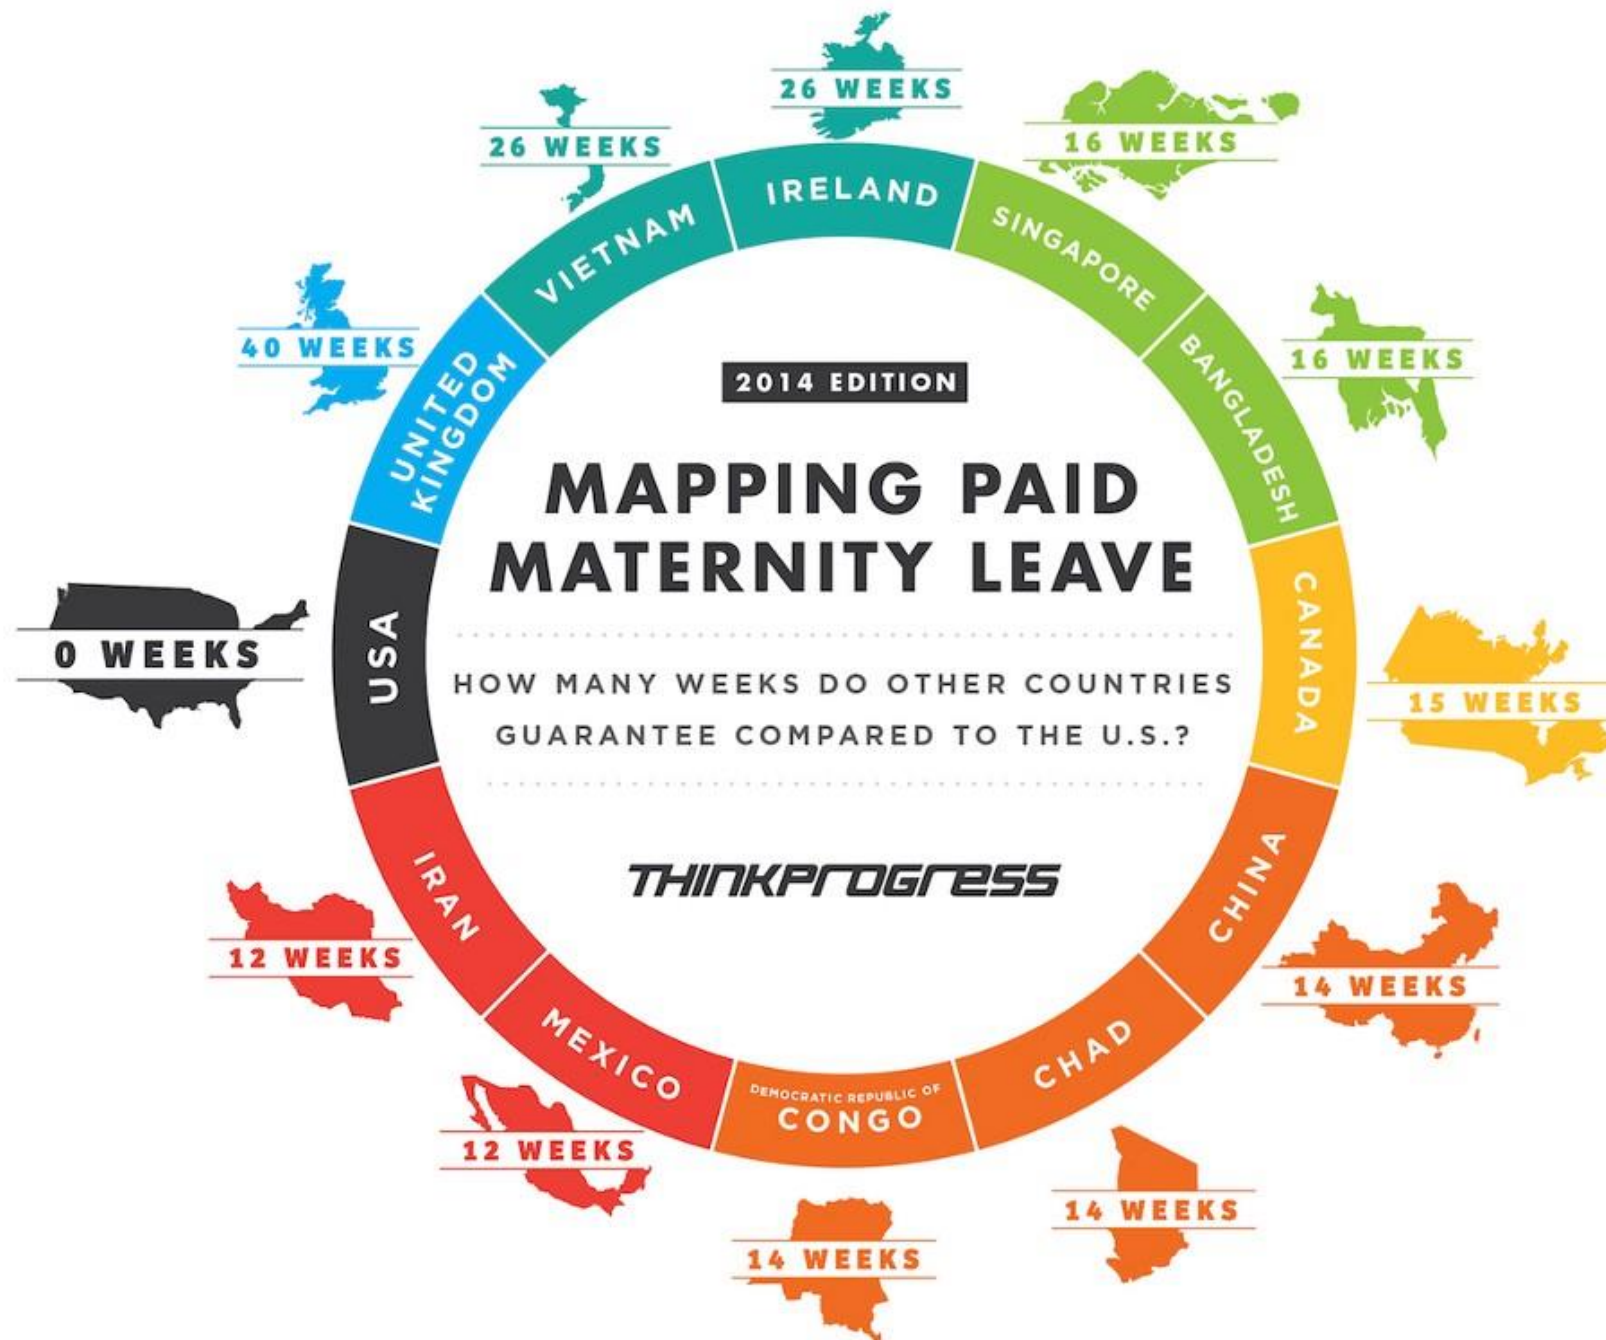 2014 EDITION
MAPPING PAID
MATERNITY LEAVE
HOW MANY WEEKS DO OTHER COUNTRIES
GUARANTEE COMPARED TO THE U.S.?
THINKPROGRESS
IRELAND
26 WEEKS
SINGAPORE
16 WEEKS
BANGLADESH
16 WEEKS
CANADA
15 WEEKS
CHINA
14 WEEKS
CHAD
14 WEEKS
DEMOCRATIC REPUBLIC OF
CONGO
14 WEEKS
MEXICO
12 WEEKS
IRAN
12 WEEKS
USA
0 WEEKS
UNITED
KINGDOM
40 WEEKS
VIETNAM
26 WEEKS